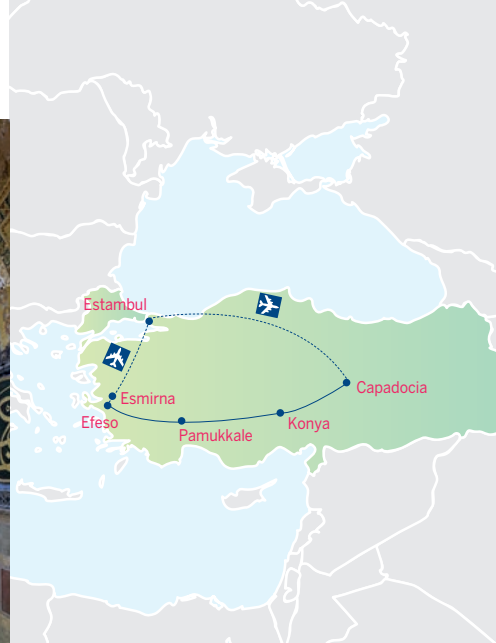 Estambul
Capadocia
Esmirna
Efeso
Konya
Pamukkale